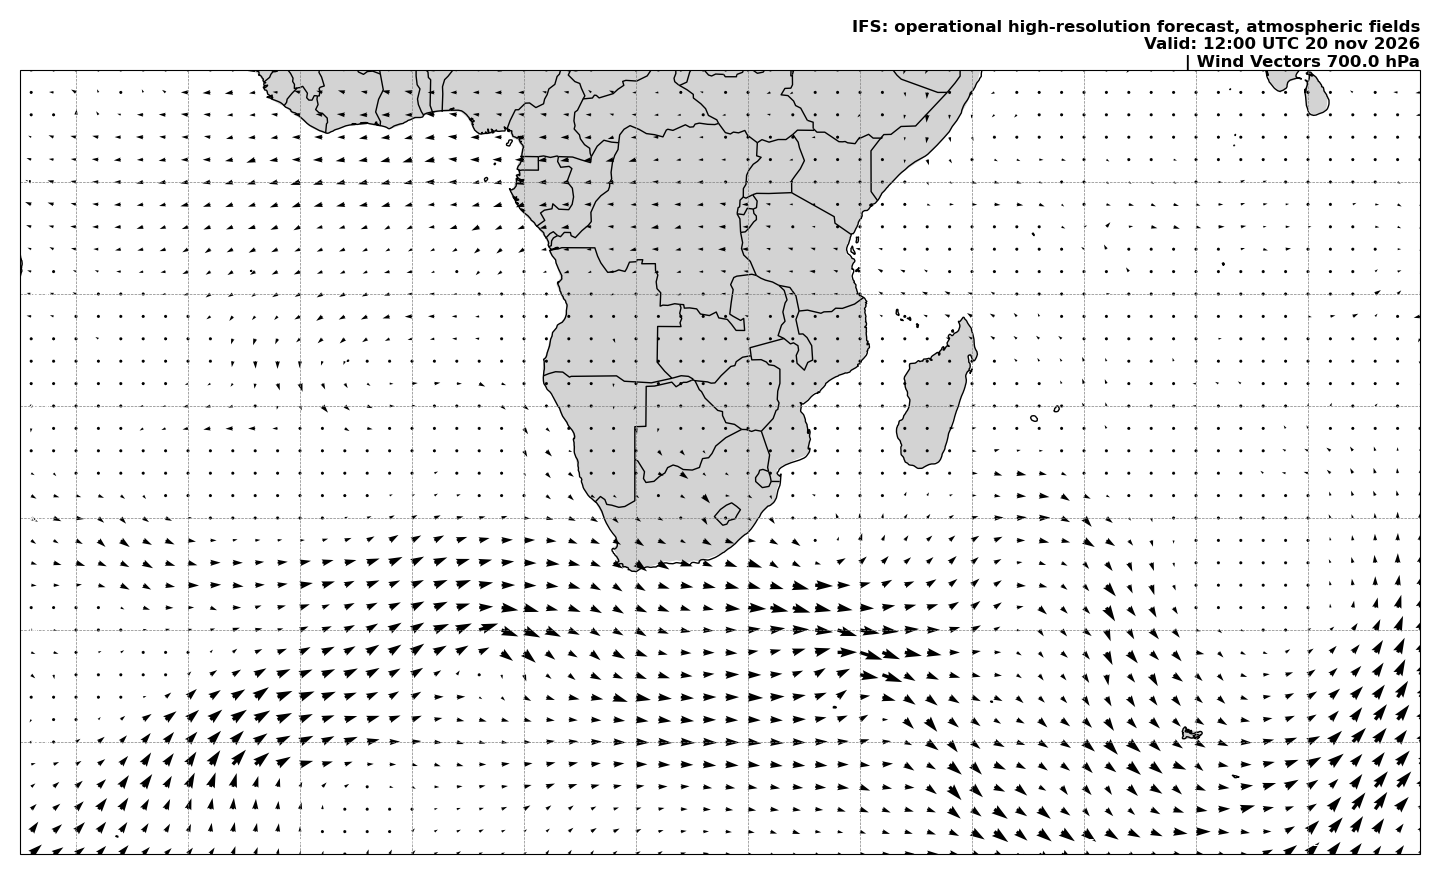 IFS: operational high-resolution forecast, atmospheric fields
Valid: 12:00 UTC 20 nov 2026
| Wind Vectors 700.0 hPa